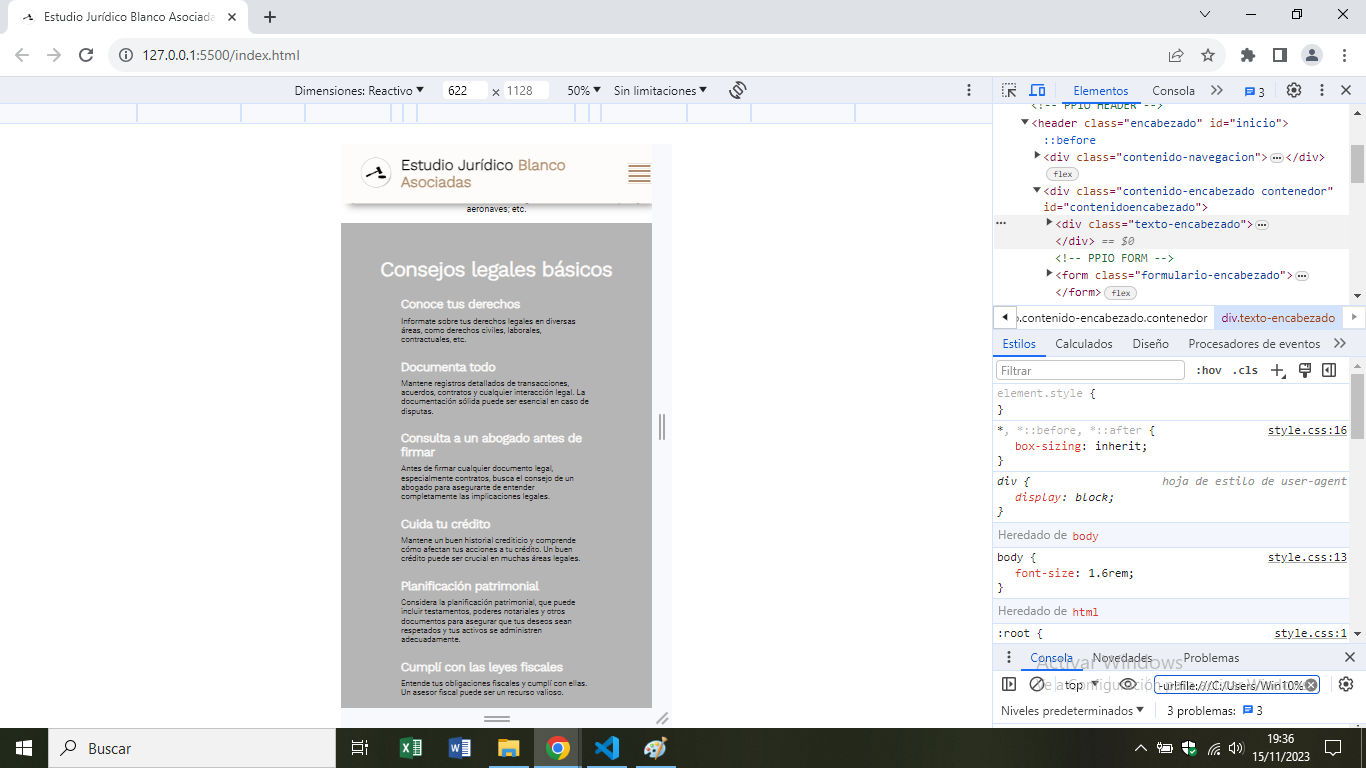 Estudio Jurídico Blanco Asociada
127.0.0.1:5500/index.html
Dimensiones: Reactivo
622 x 1128
50%
Sin limitaciones
Elementos
Consola
3
Estudio Jurídico Blanco
Asociadas
aeronaves; etc.
Consejos legales básicos
Conoce tus derechos
Informate sobre tus derechos legales en diversas
áreas, como derechos civiles, laborales,
contractuales, etc.
Documenta todo
Mantene registros detallados de transacciones,
acuerdos, contratos y cualquier interacción legal. La
documentación sólida puede ser esencial en caso de
disputas.
Consulta a un abogado antes de
firmar
Antes de firmar cualquier documento legal,
especialmente contratos, busca el consejo de un
abogado para asegurarte de entender
completamente las implicaciones legales.
Cuida tu crédito
Mantene un buen historial crediticio y comprende
cómo afectan tus acciones a tu crédito. Un buen
crédito puede ser crucial en muchas áreas legales.
Planificación patrimonial
Considera la planificación patrimonial, que puede
incluir testamentos, poderes notariales y otros
documentos para asegurar que tus deseos sean
respetados y tus activos se administren
adecuadamente.
Cumplí con las leyes fiscales
Entende tus obligaciones fiscales y cumplí con ellas.
Un asesor fiscal puede ser un recurso valioso.
<!-- PPIO HEADER -->
<header class="encabezado" id="inicio">
::before
<div class="contenido-navegacion"> </div>
flex
<div class="contenido-encabezado contenedor"
id="contenidoencabezado">
<div class="texto-encabezado">
</div> == $0
<!-- PPIO FORM -->
<form class="formulario-encabezado">
</form> flex
o.contenido-encabezado.contenedor
div.texto-encabezado
Estilos
Calculados
Diseño
Procesadores de eventos
Filtrar
:hov
.cls
element.style {
}
*, *::before, *::after {
style.css:16
box-sizing: inherit;
}
div {
hoja de estilo de user-agent
display: block;
}
Heredado de body
body {
style.css:13
font-size: 1.6rem;
}
Heredado de html
:root {
style.css:1
Consola
Novedades
Problemas
Activar Windows
top
-url:file:///C:/Users/Win10%
Niveles predeterminados
3 problemas:
3
Buscar
19:36
15/11/2023